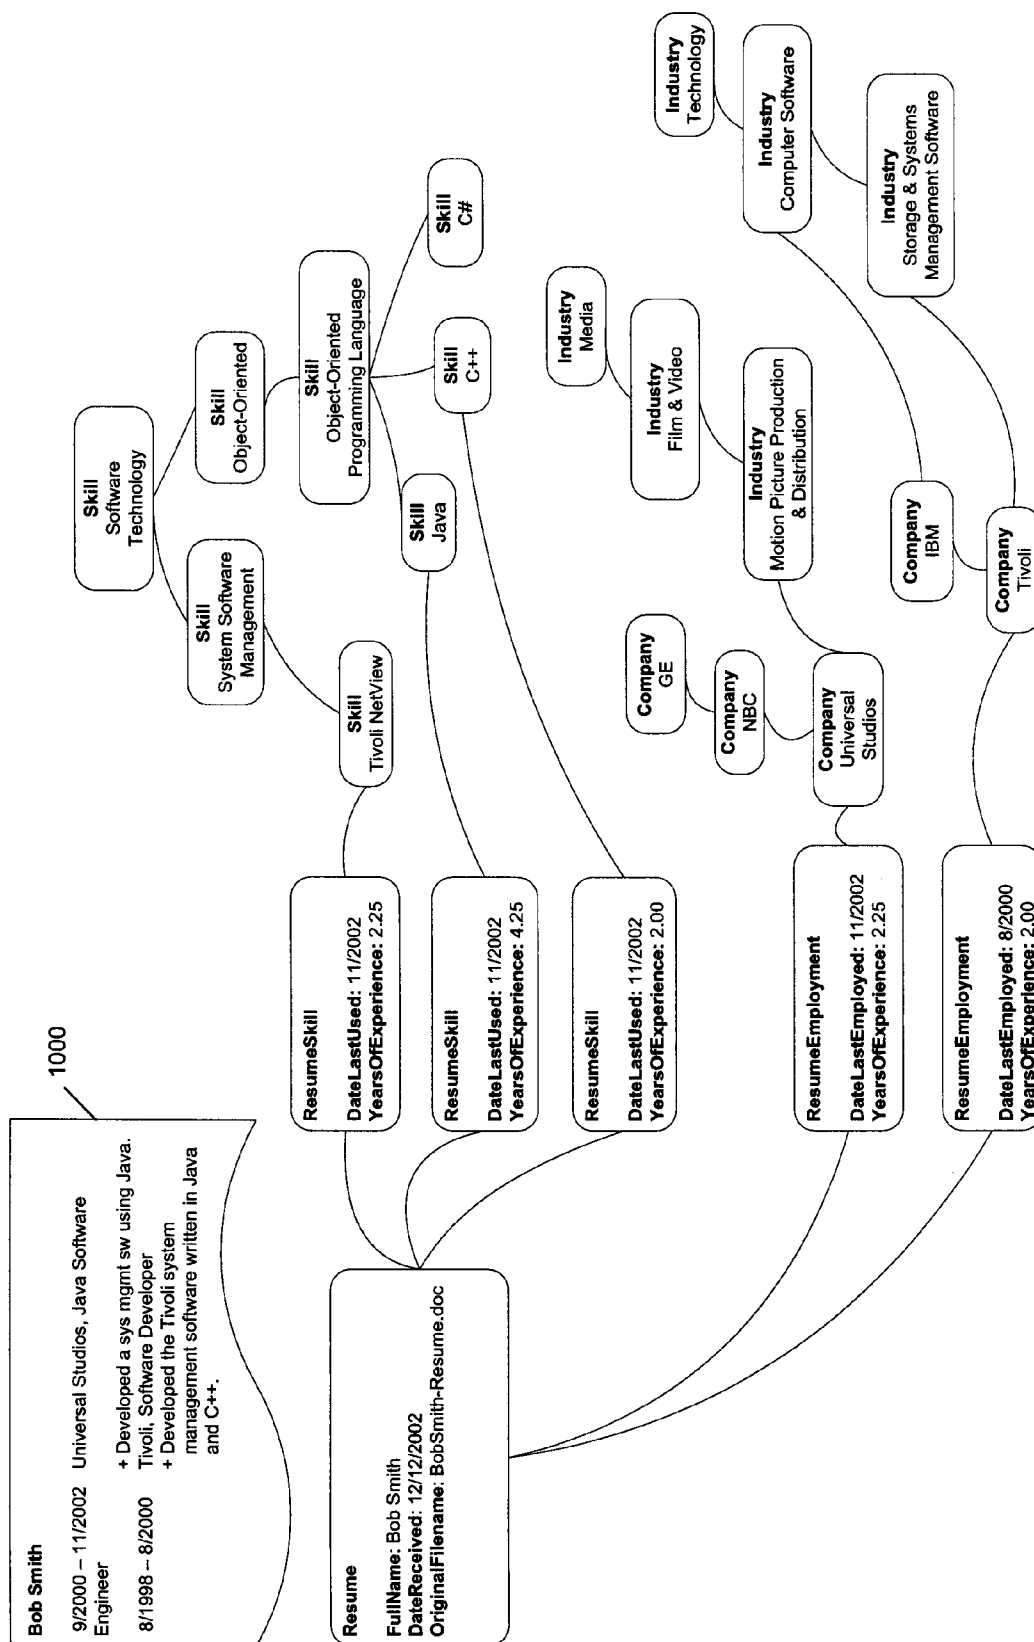 1000
Bob Smith
9/2000 – 11/2002 Universal Studios, Java Software
Engineer
+ Developed a sys mgmt sw using Java.
8/1998 – 8/2000 Tivoli, Software Developer
+ Developed the Tivoli system
management software written in Java
and C++.
Resume
FullName: Bob Smith
DateReceived: 12/12/2002
OriginalFilename: BobSmith-Resume.doc
ResumeSkill
DateLastUsed: 11/2002
YearsOfExperience: 2.25
ResumeSkill
DateLastUsed: 11/2002
YearsOfExperience: 4.25
ResumeSkill
DateLastUsed: 11/2002
YearsOfExperience: 2.00
ResumeEmployment
DateLastEmployed: 11/2002
YearsOfExperience: 2.25
ResumeEmployment
DateLastEmployed: 8/2000
YearsOfExperience: 2.00
Skill
Software
Technology
Skill
System Software
Management
Skill
Object-Oriented
Skill
Tivoli NetView
Skill
Object-Oriented
Programming Language
Skill
Java
Skill
C++
Skill
C#
Company
GE
Company
NBC
Company
Universal
Studios
Industry
Media
Industry
Film & Video
Industry
Motion Picture Production
& Distribution
Company
IBM
Company
Tivoli
Industry
Technology
Industry
Computer Software
Industry
Storage & Systems
Management Software